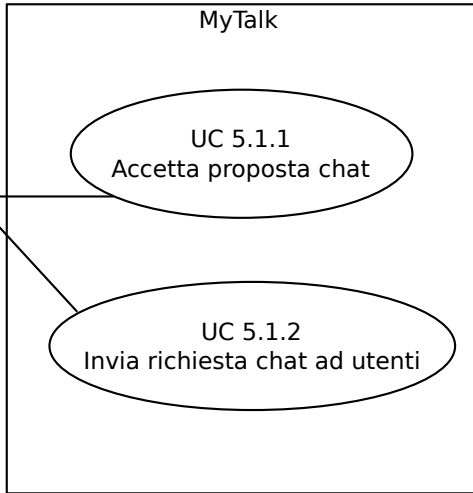 MyTalk
UC 5.1.1
Accetta proposta chat
UC 5.1.2
Invia richiesta chat ad utenti